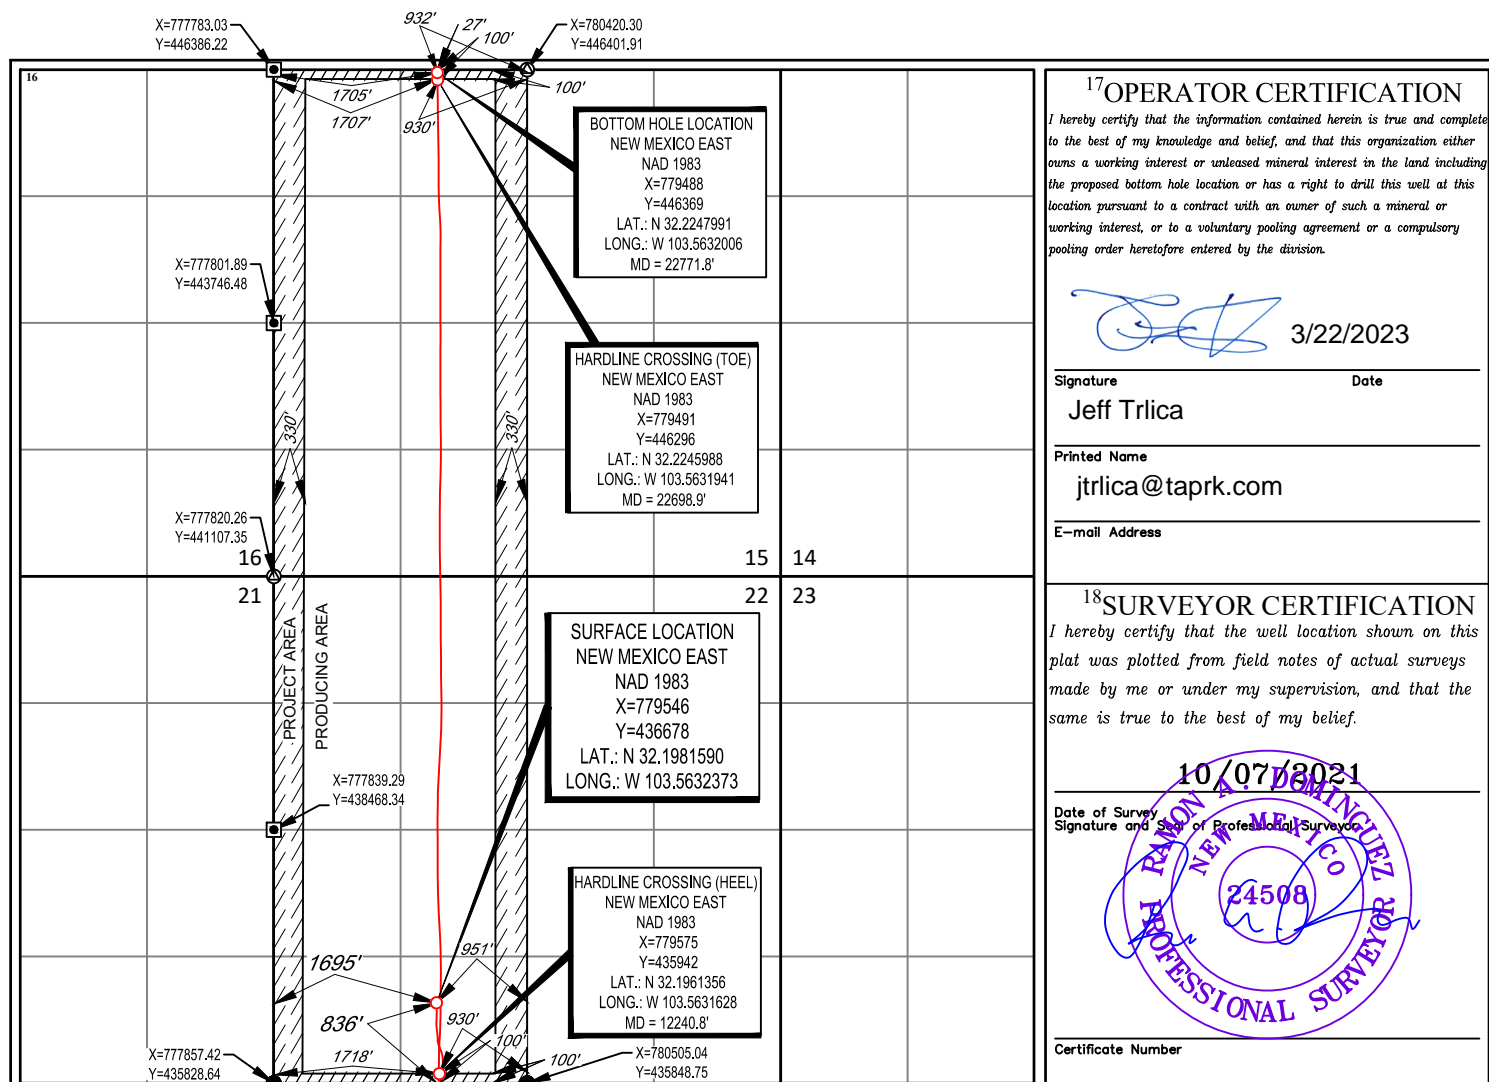 X=777783.03
Y=446386.22
932'
27'
100'
X=780420.30
Y=446401.91
16
1705'
1707'
930'
100'
BOTTOM HOLE LOCATION
NEW MEXICO EAST
NAD 1983
X=779488
Y=446369
LAT.: N 32.2247991
LONG.: W 103.5632006
MD = 22771.8'
X=777801.89
Y=443746.48
HARDLINE CROSSING (TOE)
NEW MEXICO EAST
NAD 1983
X=779491
Y=446296
LAT.: N 32.2245988
LONG.: W 103.5631941
MD = 22698.9'
330'
330'
X=777820.26
Y=441107.35
16
15
14
21
22
23
PROJECT AREA
PRODUCING AREA
SURFACE LOCATION
NEW MEXICO EAST
NAD 1983
X=779546
Y=436678
LAT.: N 32.1981590
LONG.: W 103.5632373
X=777839.29
Y=438468.34
HARDLINE CROSSING (HEEL)
NEW MEXICO EAST
NAD 1983
X=779575
Y=435942
LAT.: N 32.1961356
LONG.: W 103.5631628
MD = 12240.8'
1695'
951'
836'
930'
100'
1718'
100'
X=777857.42
Y=435828.64
X=780505.04
Y=435848.75
17OPERATOR CERTIFICATION
I hereby certify that the information contained herein is true and complete
to the best of my knowledge and belief, and that this organization either
owns a working interest or unleased mineral interest in the land including
the proposed bottom hole location or has a right to drill this well at this
location pursuant to a contract with an owner of such a mineral or
working interest, or to a voluntary pooling agreement or a compulsory
pooling order heretofore entered by the division.
3/22/2023
Signature Date
Jeff Trlica
Printed Name
jtrlica@taprk.com
E-mail Address
18SURVEYOR CERTIFICATION
I hereby certify that the well location shown on this
plat was plotted from field notes of actual surveys
made by me or under my supervision, and that the
same is true to the best of my belief.
10/07/2021
Date of Survey
Signature and Seal of Professional Surveyor
RAMON A. DOMINGUEZ
NEW MEXICO
24508
PROFESSIONAL SURVEYOR
Certificate Number